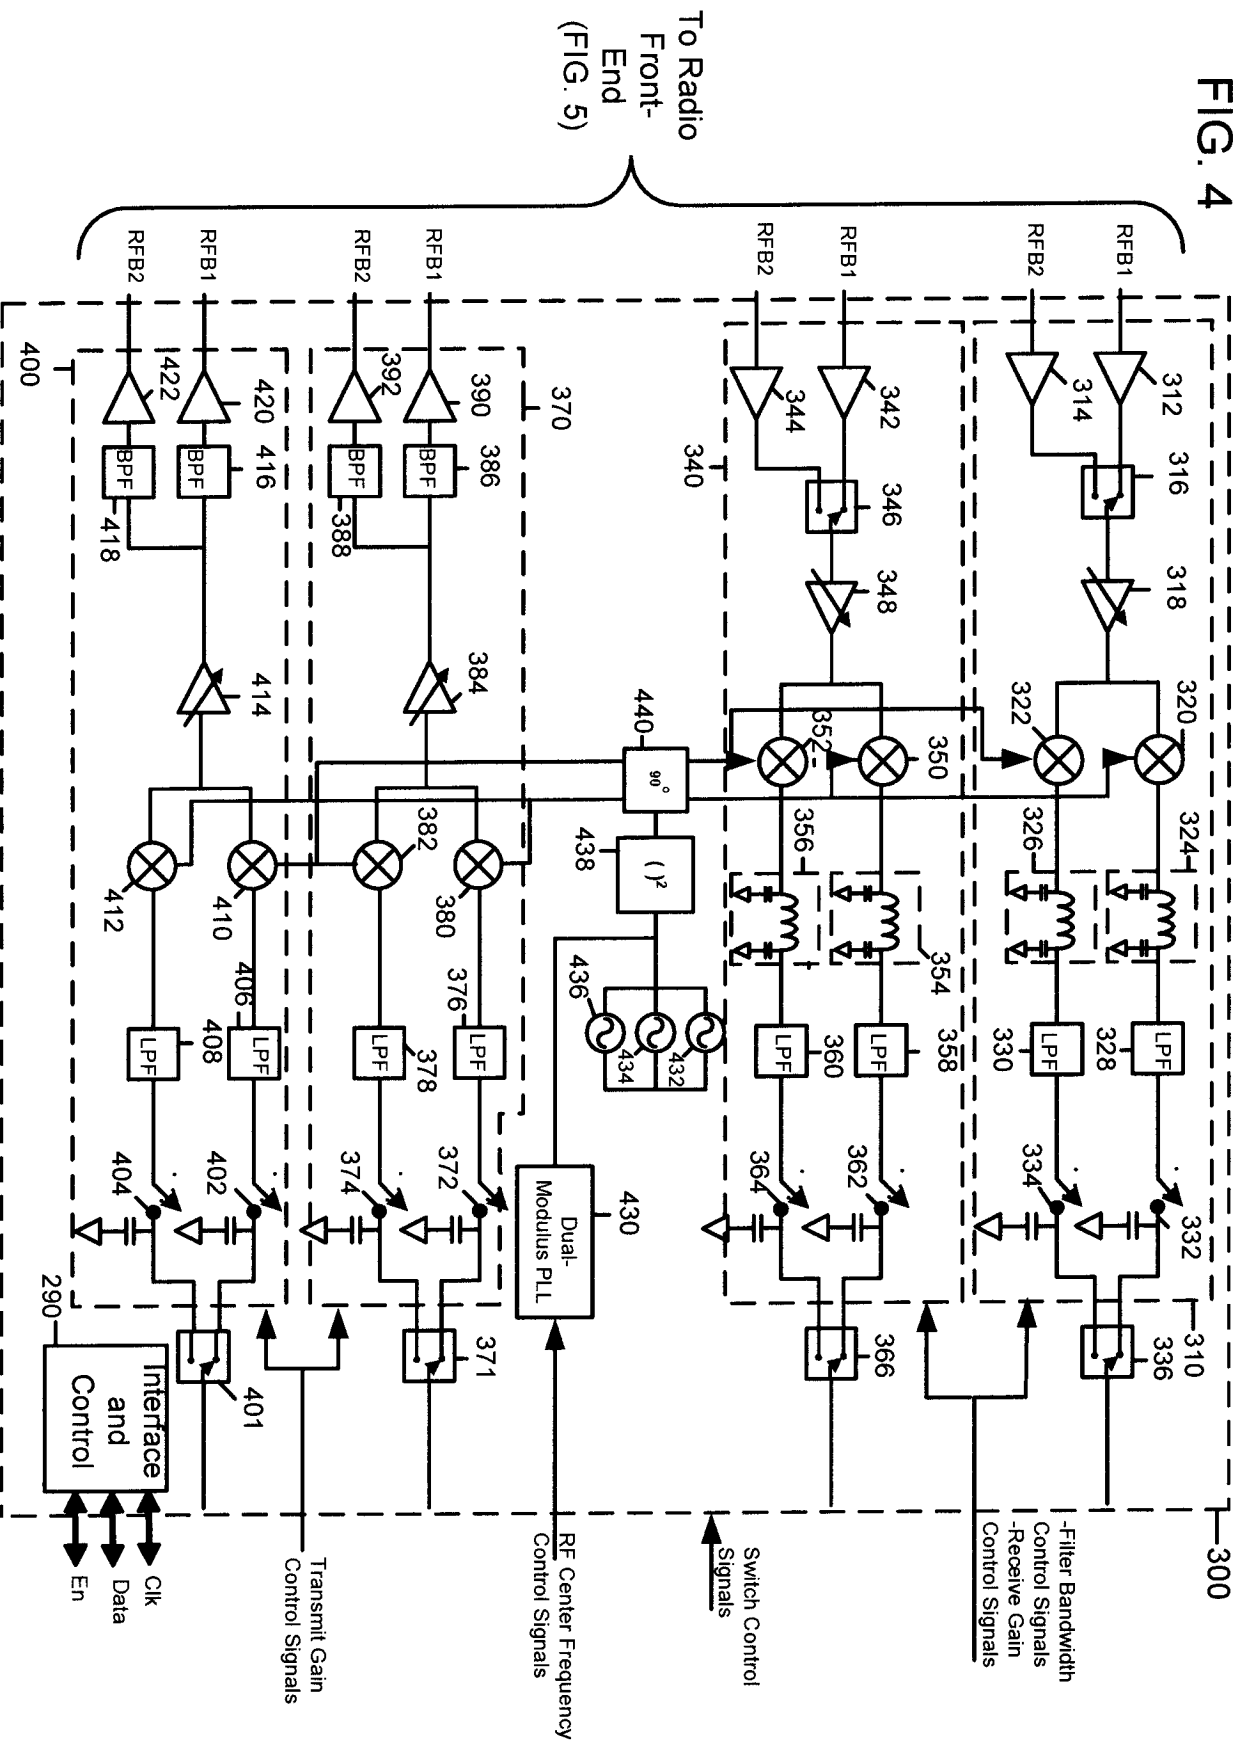 FIG. 4
To Radio
Front-
End
(FIG. 5)
300
RFB1
RFB2
312
314
316
318
320
322
324
326
328
LPF
330
LPF
332
334
336
310
-Filter Bandwidth
Control Signals
-Receive Gain
Control Signals
RFB1
RFB2
342
344
340
346
348
350
352
354
356
358
LPF
360
LPF
362
364
366
Switch Control
Signals
440
90°
438
( )²
432
434
436
430
Dual-
Modulus PLL
RF Center Frequency
Control Signals
RFB1
RFB2
370
390
392
386
BPF
388
BPF
384
380
382
376
LPF
378
LPF
372
374
371
Transmit Gain
Control Signals
RFB1
RFB2
400
420
422
416
BPF
418
BPF
414
410
412
406
LPF
408
LPF
402
404
401
290
Interface
and
Control
Clk
Data
En